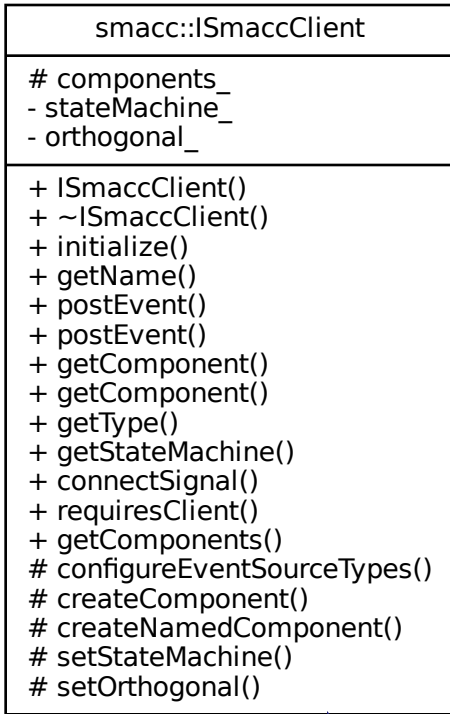 smacc::ISmaccClient
# components_
- stateMachine_
- orthogonal_
+ ISmaccClient()
+ ~ISmaccClient()
+ initialize()
+ getName()
+ postEvent()
+ postEvent()
+ getComponent()
+ getComponent()
+ getType()
+ getStateMachine()
+ connectSignal()
+ requiresClient()
+ getComponents()
# configureEventSourceTypes()
# createComponent()
# createNamedComponent()
# setStateMachine()
# setOrthogonal()